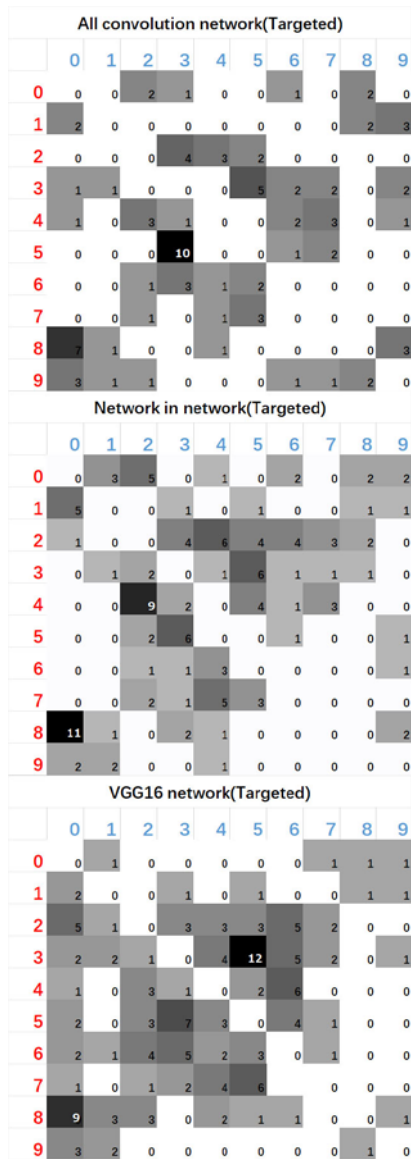 All convolution network(Targeted)
0 1 2 3 4 5 6 7 8 9
0 0 0 2 1 0 0 1 0 2 0
1 2 0 0 0 0 0 0 0 2 3
2 0 0 0 4 3 2 0 0 0 0
3 1 1 0 0 0 5 2 2 0 2
4 1 0 3 1 0 0 2 3 0 1
5 0 0 0 10 0 0 1 2 0 0
6 0 0 1 3 1 2 0 0 0 0
7 0 0 1 0 1 3 0 0 0 0
8 7 1 0 0 1 0 0 0 0 3
9 3 1 1 0 0 0 1 1 2 0
Network in network(Targeted)
0 1 2 3 4 5 6 7 8 9
0 0 3 5 0 1 0 2 0 2 2
1 5 0 0 1 0 1 0 0 1 1
2 1 0 0 4 6 4 4 3 2 0
3 0 1 2 0 1 6 1 1 1 0
4 0 0 9 2 0 4 1 3 0 0
5 0 0 2 6 0 0 1 0 0 1
6 0 0 1 1 3 0 0 0 0 1
7 0 0 2 1 5 3 0 0 0 0
8 11 1 0 2 1 0 0 0 0 2
9 2 2 0 0 1 0 0 0 0 0
VGG16 network(Targeted)
0 1 2 3 4 5 6 7 8 9
0 0 1 0 0 0 0 0 1 1 1
1 2 0 0 1 0 1 0 0 1 1
2 5 1 0 3 3 3 5 2 0 0
3 2 2 1 0 4 12 5 2 0 1
4 1 0 3 1 0 2 6 0 0 0
5 2 0 3 7 3 0 4 1 0 0
6 2 1 4 5 2 3 0 1 0 0
7 1 0 1 2 4 6 0 0 0
8 9 3 3 0 2 1 1 0 0 1
9 3 2 0 0 0 0 0 0 1 0